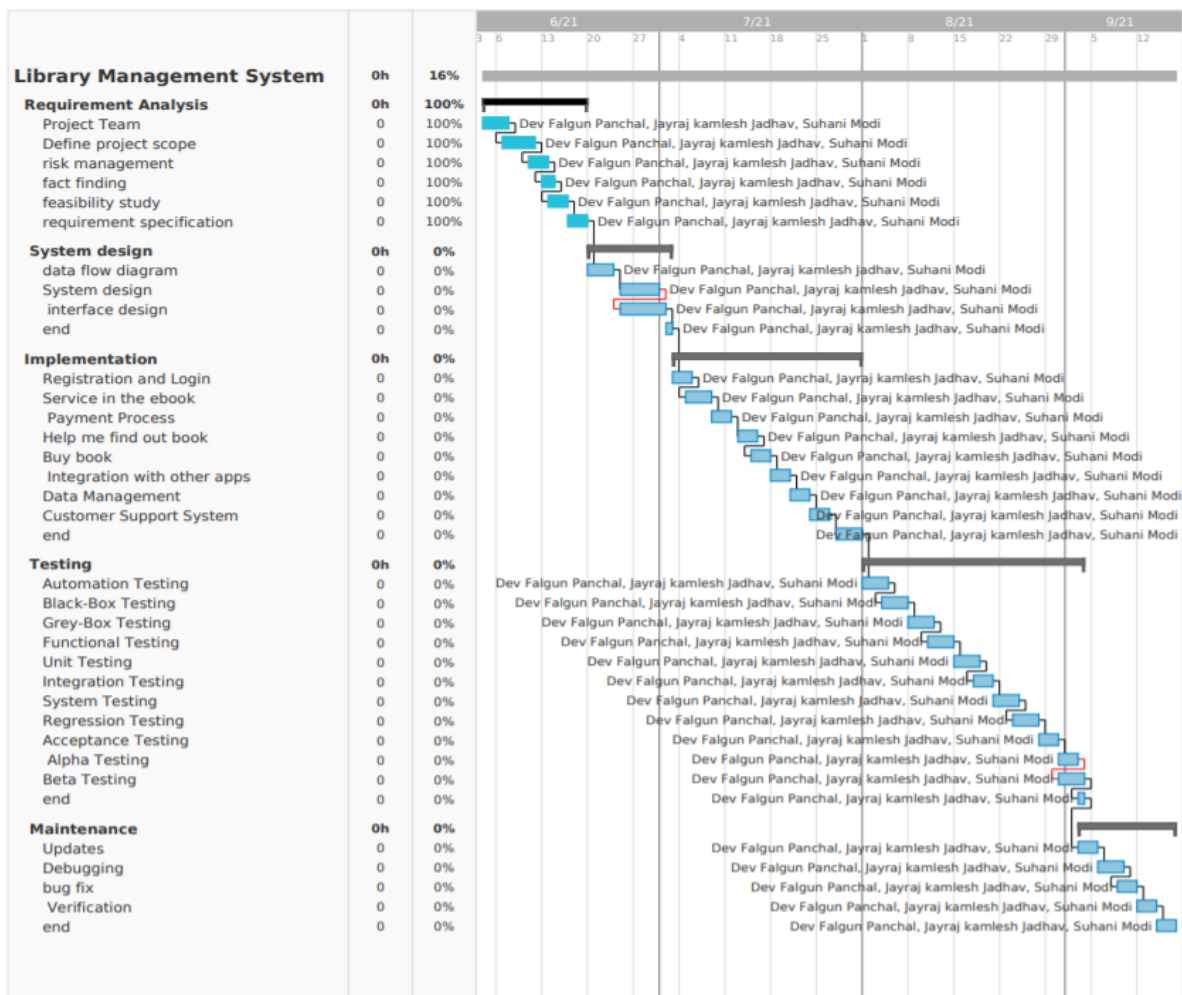 6/21 7/21 8/21 9/21
3 6 13 20 27 4 11 18 25 1 8 15 22 29 5 12
Library Management System 0h 16%
Requirement Analysis 0h 100%
Project Team 0 100% Dev Falgun Panchal, Jayraj kamlesh Jadhav, Suhani Modi
Define project scope 0 100% Dev Falgun Panchal, Jayraj kamlesh Jadhav, Suhani Modi
risk management 0 100% Dev Falgun Panchal, Jayraj kamlesh Jadhav, Suhani Modi
fact finding 0 100% Dev Falgun Panchal, Jayraj kamlesh Jadhav, Suhani Modi
feasibility study 0 100% Dev Falgun Panchal, Jayraj kamlesh Jadhav, Suhani Modi
requirement specification 0 100% Dev Falgun Panchal, Jayraj kamlesh Jadhav, Suhani Modi
System design 0h 0%
data flow diagram 0 0% Dev Falgun Panchal, Jayraj kamlesh Jadhav, Suhani Modi
System design 0 0% Dev Falgun Panchal, Jayraj kamlesh Jadhav, Suhani Modi
interface design 0 0% Dev Falgun Panchal, Jayraj kamlesh Jadhav, Suhani Modi
end 0 0% Dev Falgun Panchal, Jayraj kamlesh Jadhav, Suhani Modi
Implementation 0h 0%
Registration and Login 0 0% Dev Falgun Panchal, Jayraj kamlesh Jadhav, Suhani Modi
Service in the ebook 0 0% Dev Falgun Panchal, Jayraj kamlesh Jadhav, Suhani Modi
Payment Process 0 0% Dev Falgun Panchal, Jayraj kamlesh Jadhav, Suhani Modi
Help me find out book 0 0% Dev Falgun Panchal, Jayraj kamlesh Jadhav, Suhani Modi
Buy book 0 0% Dev Falgun Panchal, Jayraj kamlesh Jadhav, Suhani Modi
Integration with other apps 0 0% Dev Falgun Panchal, Jayraj kamlesh Jadhav, Suhani Modi
Data Management 0 0% Dev Falgun Panchal, Jayraj kamlesh Jadhav, Suhani Modi
Customer Support System 0 0% Dev Falgun Panchal, Jayraj kamlesh Jadhav, Suhani Modi
end 0 0% Dev Falgun Panchal, Jayraj kamlesh Jadhav, Suhani Modi
Testing 0h 0%
Automation Testing 0 0% Dev Falgun Panchal, Jayraj kamlesh Jadhav, Suhani Modi
Black-Box Testing 0 0% Dev Falgun Panchal, Jayraj kamlesh Jadhav, Suhani Modi
Grey-Box Testing 0 0% Dev Falgun Panchal, Jayraj kamlesh Jadhav, Suhani Modi
Functional Testing 0 0% Dev Falgun Panchal, Jayraj kamlesh Jadhav, Suhani Modi
Unit Testing 0 0% Dev Falgun Panchal, Jayraj kamlesh Jadhav, Suhani Modi
Integration Testing 0 0% Dev Falgun Panchal, Jayraj kamlesh Jadhav, Suhani Modi
System Testing 0 0% Dev Falgun Panchal, Jayraj kamlesh Jadhav, Suhani Modi
Regression Testing 0 0% Dev Falgun Panchal, Jayraj kamlesh Jadhav, Suhani Modi
Acceptance Testing 0 0% Dev Falgun Panchal, Jayraj kamlesh Jadhav, Suhani Modi
Alpha Testing 0 0% Dev Falgun Panchal, Jayraj kamlesh Jadhav, Suhani Modi
Beta Testing 0 0% Dev Falgun Panchal, Jayraj kamlesh Jadhav, Suhani Modi
end 0 0% Dev Falgun Panchal, Jayraj kamlesh Jadhav, Suhani Modi
Maintenance 0h 0%
Updates 0 0% Dev Falgun Panchal, Jayraj kamlesh Jadhav, Suhani Modi
Debugging 0 0% Dev Falgun Panchal, Jayraj kamlesh Jadhav, Suhani Modi
bug fix 0 0% Dev Falgun Panchal, Jayraj kamlesh Jadhav, Suhani Modi
Verification 0 0% Dev Falgun Panchal, Jayraj kamlesh Jadhav, Suhani Modi
end 0 0% Dev Falgun Panchal, Jayraj kamlesh Jadhav, Suhani Modi